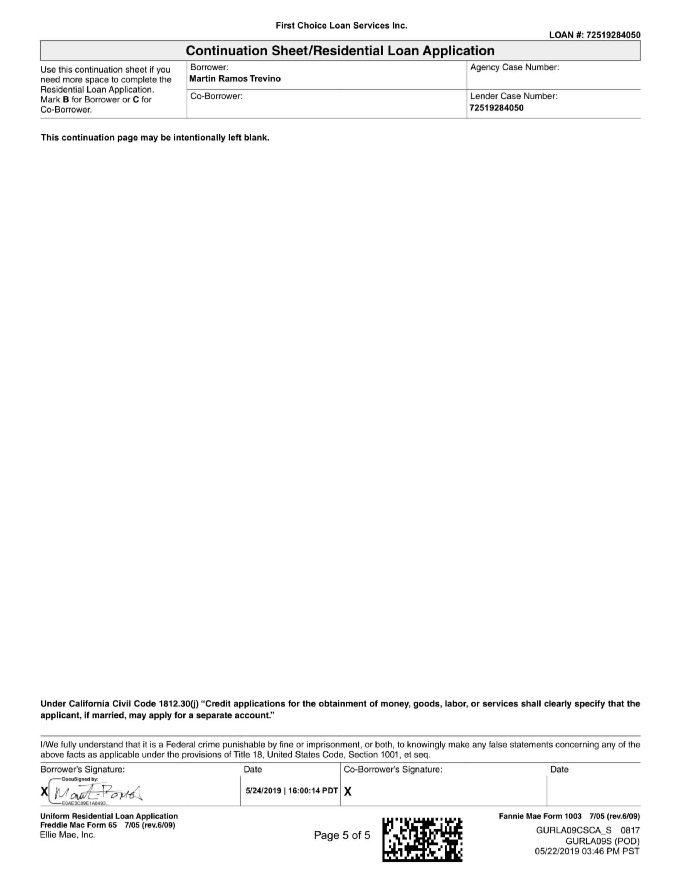 First Choice Loan Services Inc.
LOAN #: 72519284050
Continuation Sheet/Residential Loan Application
Use this continuation sheet if you
need more space to complete the
Residential Loan Application.
Mark B for Borrower or C for
Co-Borrower.
Borrower:
Martin Ramos Trevino
Agency Case Number:
Co-Borrower:
Lender Case Number:
72519284050
This continuation page may be intentionally left blank.
Under California Civil Code 1812.30(j) “Credit applications for the obtainment of money, goods, labor, or services shall clearly specify that the
applicant, if married, may apply for a separate account.”
I/We fully understand that it is a Federal crime punishable by fine or imprisonment, or both, to knowingly make any false statements concerning any of the
above facts as applicable under the provisions of Title 18, United States Code, Section 1001, et seq.
Borrower's Signature:
Date
Co-Borrower's Signature:
Date
DocuSigned by:
X
5/24/2019 | 16:00:14 PDT
X
Uniform Residential Loan Application
Freddie Mac Form 65 7/05 (rev.6/09)
Ellie Mae, Inc.
Page 5 of 5
Fannie Mae Form 1003 7/05 (rev.6/09)
GURLA09CSCA_S 0817
GURLA09S (POD)
05/22/2019 03:46 PM PST